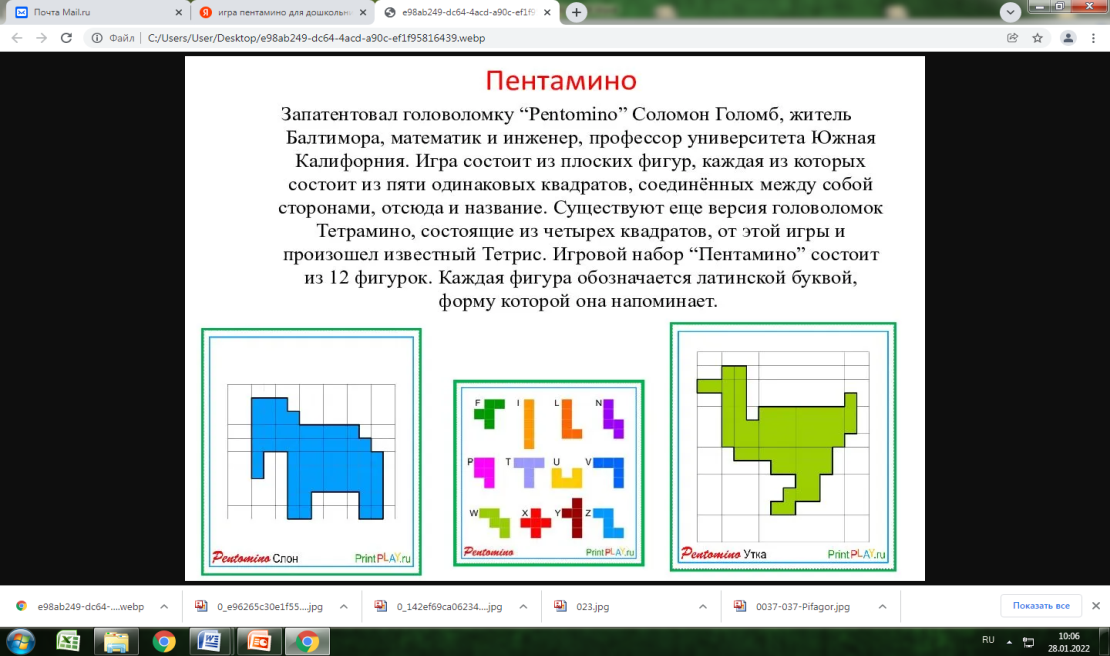 Почта Mail.ru
игра пентамино для дошкольни
e98ab249-dc64-4acd-a90c-ef1f9
Файл
C:/Users/User/Desktop/e98ab249-dc64-4acd-a90c-ef1f95816439.webp
Пентамино
Запатентовал головоломку “Pentomino” Соломон Голомб, житель
Балтимора, математик и инженер, профессор университета Южная
Калифорния. Игра состоит из плоских фигур, каждая из которых
состоит из пяти одинаковых квадратов, соединённых между собой
сторонами, отсюда и название. Существуют еще версия головоломок
Тетрамино, состоящие из четырех квадратов, от этой игры и
произошел известный Тетрис. Игровой набор “Пентамино” состоит
из 12 фигурок. Каждая фигура обозначается латинской буквой,
форму которой она напоминает.
Pentomino Слон
PrintPLAY.ru
F I L N
P T U V
W X Y Z
Pentomino
PrintPLAY.ru
Pentomino Утка
PrintPLAY.ru
e98ab249-dc64-....webp
0_e96265c30e1f55....jpg
0_142ef69ca06234....jpg
023.jpg
0037-037-Pifagor.jpg
Показать все
RU
10:06
28.01.2022